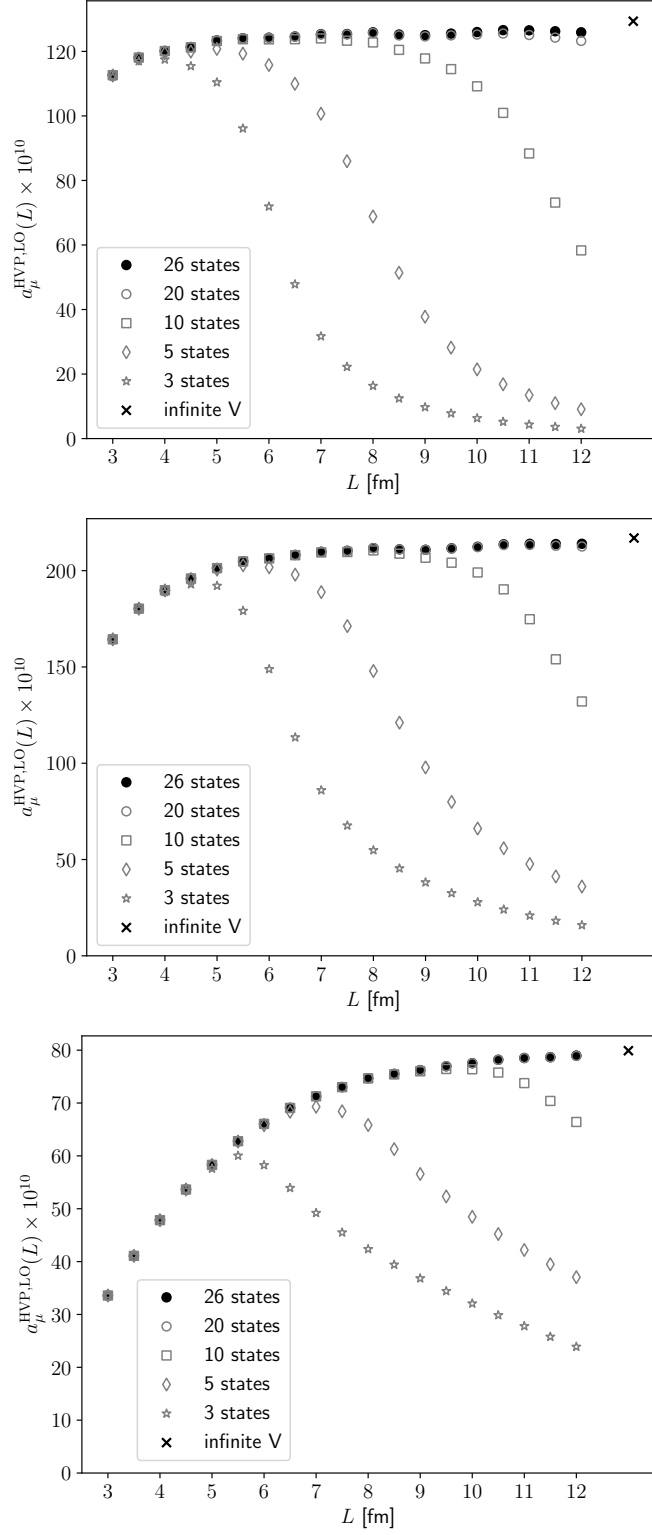 120
100
80
60
40
20
0
a_μ^{HVP,LO}(L) × 10^{10}
26 states
20 states
10 states
5 states
3 states
infinite V
3 4 5 6 7 8 9 10 11 12
L [fm]
200
150
100
50
0
a_μ^{HVP,LO}(L) × 10^{10}
26 states
20 states
10 states
5 states
3 states
infinite V
3 4 5 6 7 8 9 10 11 12
L [fm]
80
70
60
50
40
30
20
10
0
a_μ^{HVP,LO}(L) × 10^{10}
26 states
20 states
10 states
5 states
3 states
infinite V
3 4 5 6 7 8 9 10 11 12
L [fm]